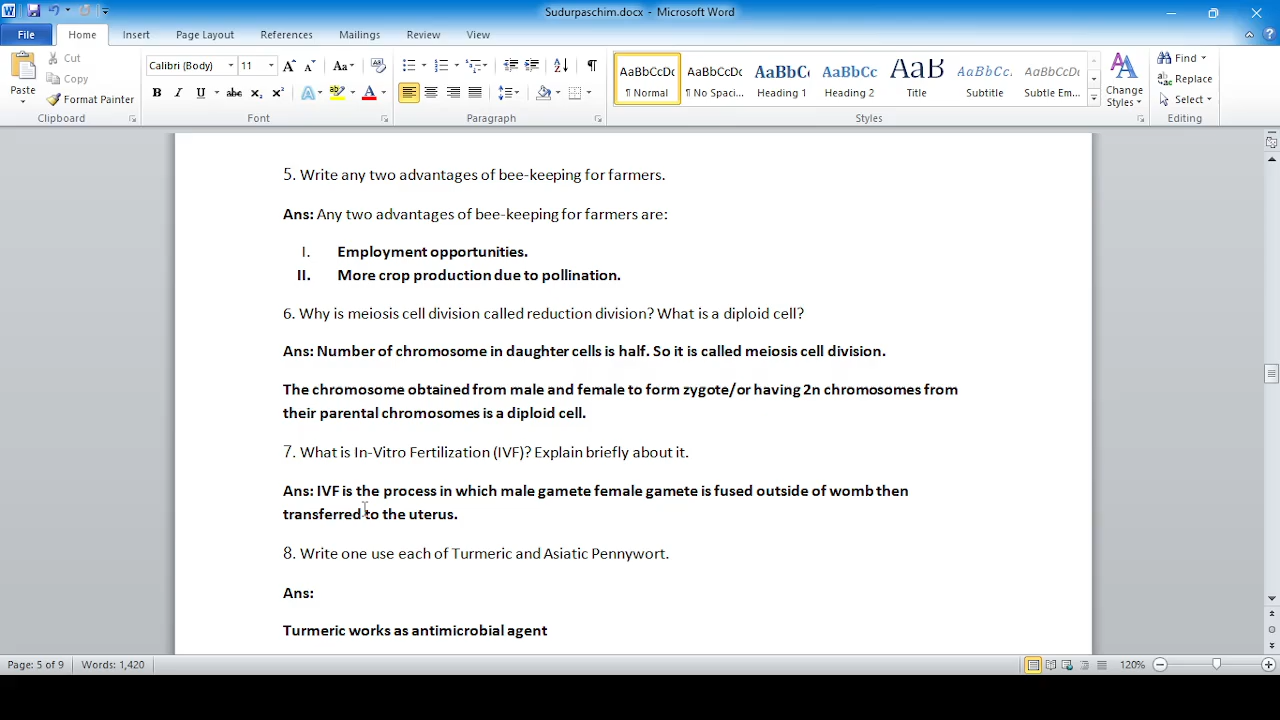 Sudurpaschim.docx - Microsoft Word
File Home Insert Page Layout References Mailings Review View
Paste
Cut
Copy
Format Painter
Clipboard
Calibri (Body) 11
Font
Paragraph
AaBbCcDc AaBbCcDc AaBbC AaBbCc AaB AaBbCc. AaBbCcDc
¶ Normal ¶ No Spaci... Heading 1 Heading 2 Title Subtitle Subtle Em...
Styles
Change Styles
Find
Replace
Select
Editing
5. Write any two advantages of bee-keeping for farmers.
Ans: Any two advantages of bee-keeping for farmers are:
I. Employment opportunities.
II. More crop production due to pollination.
6. Why is meiosis cell division called reduction division? What is a diploid cell?
Ans: Number of chromosome in daughter cells is half. So it is called meiosis cell division.
The chromosome obtained from male and female to form zygote/or having 2n chromosomes from
their parental chromosomes is a diploid cell.
7. What is In-Vitro Fertilization (IVF)? Explain briefly about it.
Ans: IVF is the process in which male gamete female gamete is fused outside of womb then
transferred to the uterus.
8. Write one use each of Turmeric and Asiatic Pennywort.
Ans:
Turmeric works as antimicrobial agent
Page: 5 of 9 Words: 1,420 120%